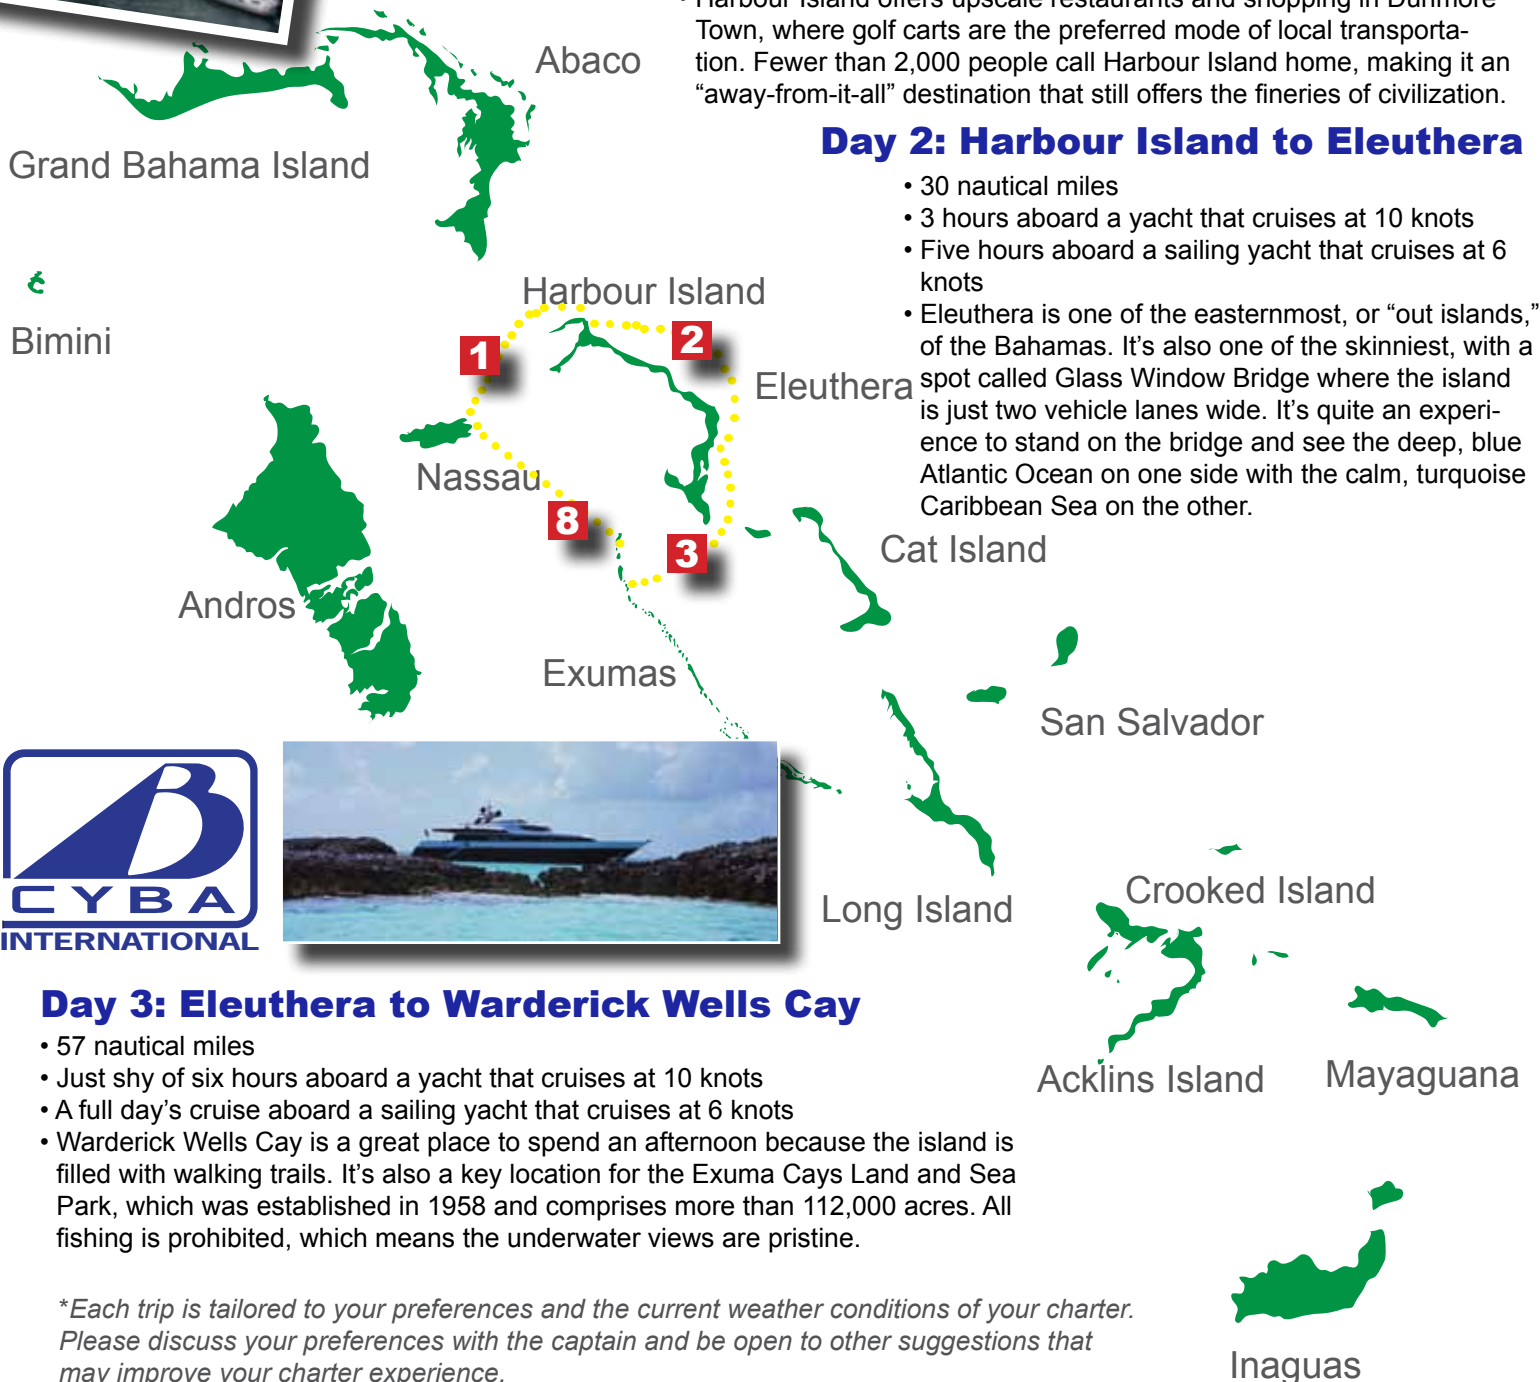 • Harbour Island offers upscale restaurants and shopping in Dunmore
Town, where golf carts are the preferred mode of local transporta-
tion. Fewer than 2,000 people call Harbour Island home, making it an
“away-from-it-all” destination that still offers the fineries of civilization.
Day 2: Harbour Island to Eleuthera
• 30 nautical miles
• 3 hours aboard a yacht that cruises at 10 knots
• Five hours aboard a sailing yacht that cruises at 6
knots
• Eleuthera is one of the easternmost, or “out islands,”
of the Bahamas. It’s also one of the skinniest, with a
spot called Glass Window Bridge where the island
is just two vehicle lanes wide. It’s quite an experi-
ence to stand on the bridge and see the deep, blue
Atlantic Ocean on one side with the calm, turquoise
Caribbean Sea on the other.
Abaco
Grand Bahama Island
Harbour Island
Bimini
1
2
Eleuthera
Nassau
8
3
Cat Island
Andros
Exumas
San Salvador
Long Island
Crooked Island
Acklins Island
Mayaguana
Inaguas
CYBA
INTERNATIONAL
Day 3: Eleuthera to Warderick Wells Cay
• 57 nautical miles
• Just shy of six hours aboard a yacht that cruises at 10 knots
• A full day’s cruise aboard a sailing yacht that cruises at 6 knots
• Warderick Wells Cay is a great place to spend an afternoon because the island is
filled with walking trails. It’s also a key location for the Exuma Cays Land and Sea
Park, which was established in 1958 and comprises more than 112,000 acres. All
fishing is prohibited, which means the underwater views are pristine.
*Each trip is tailored to your preferences and the current weather conditions of your charter.
Please discuss your preferences with the captain and be open to other suggestions that
may improve your charter experience.